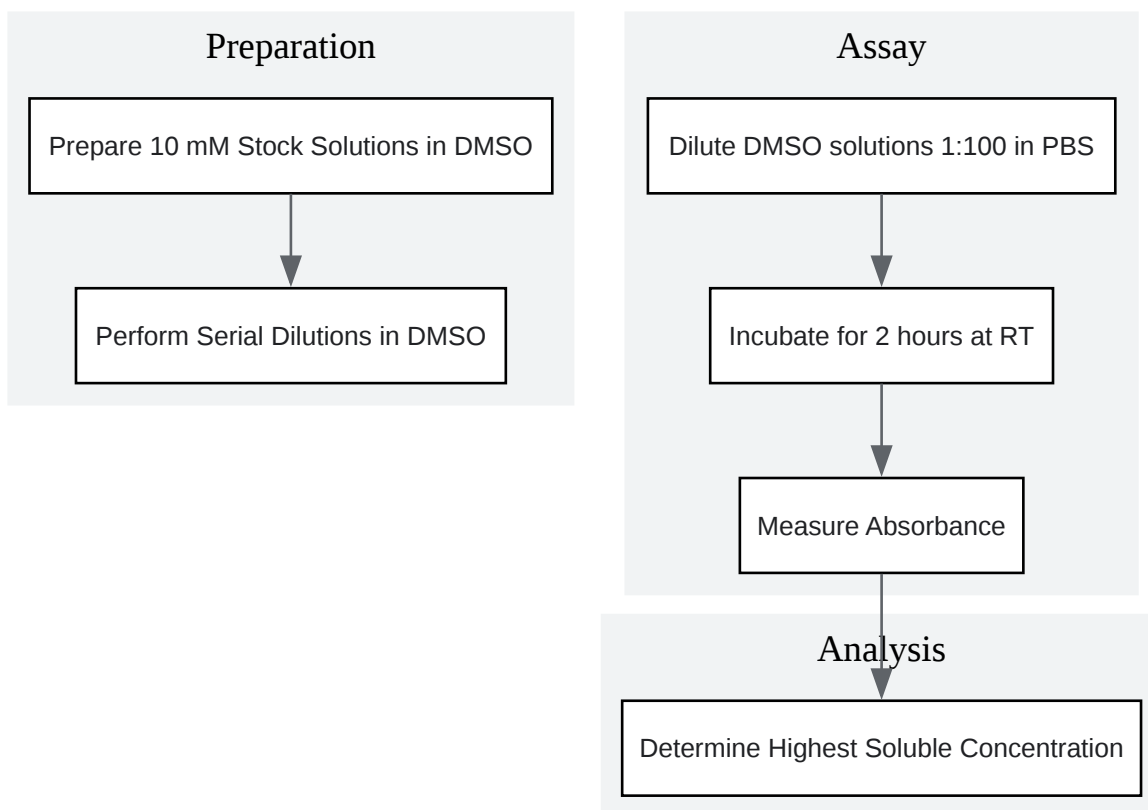 Preparation
Prepare 10 mM Stock Solutions in DMSO
Perform Serial Dilutions in DMSO
Assay
Dilute DMSO solutions 1:100 in PBS
Incubate for 2 hours at RT
Measure Absorbance
Analysis
Determine Highest Soluble Concentration